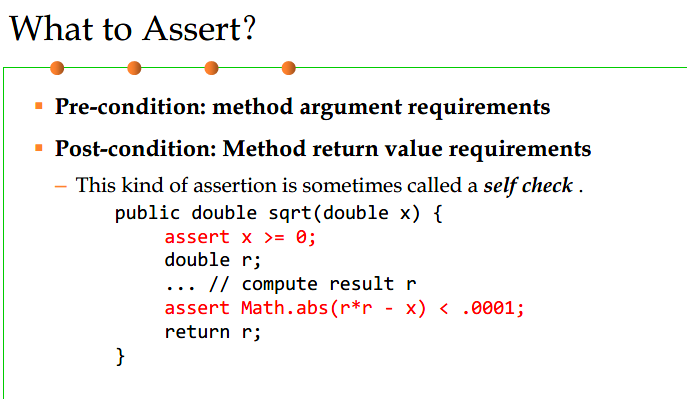 What to Assert?
▪ Pre-condition: method argument requirements
▪ Post-condition: Method return value requirements
– This kind of assertion is sometimes called a self check .
public double sqrt(double x) {
assert x >= 0;
double r;
... // compute result r
assert Math.abs(r*r - x) < .0001;
return r;
}